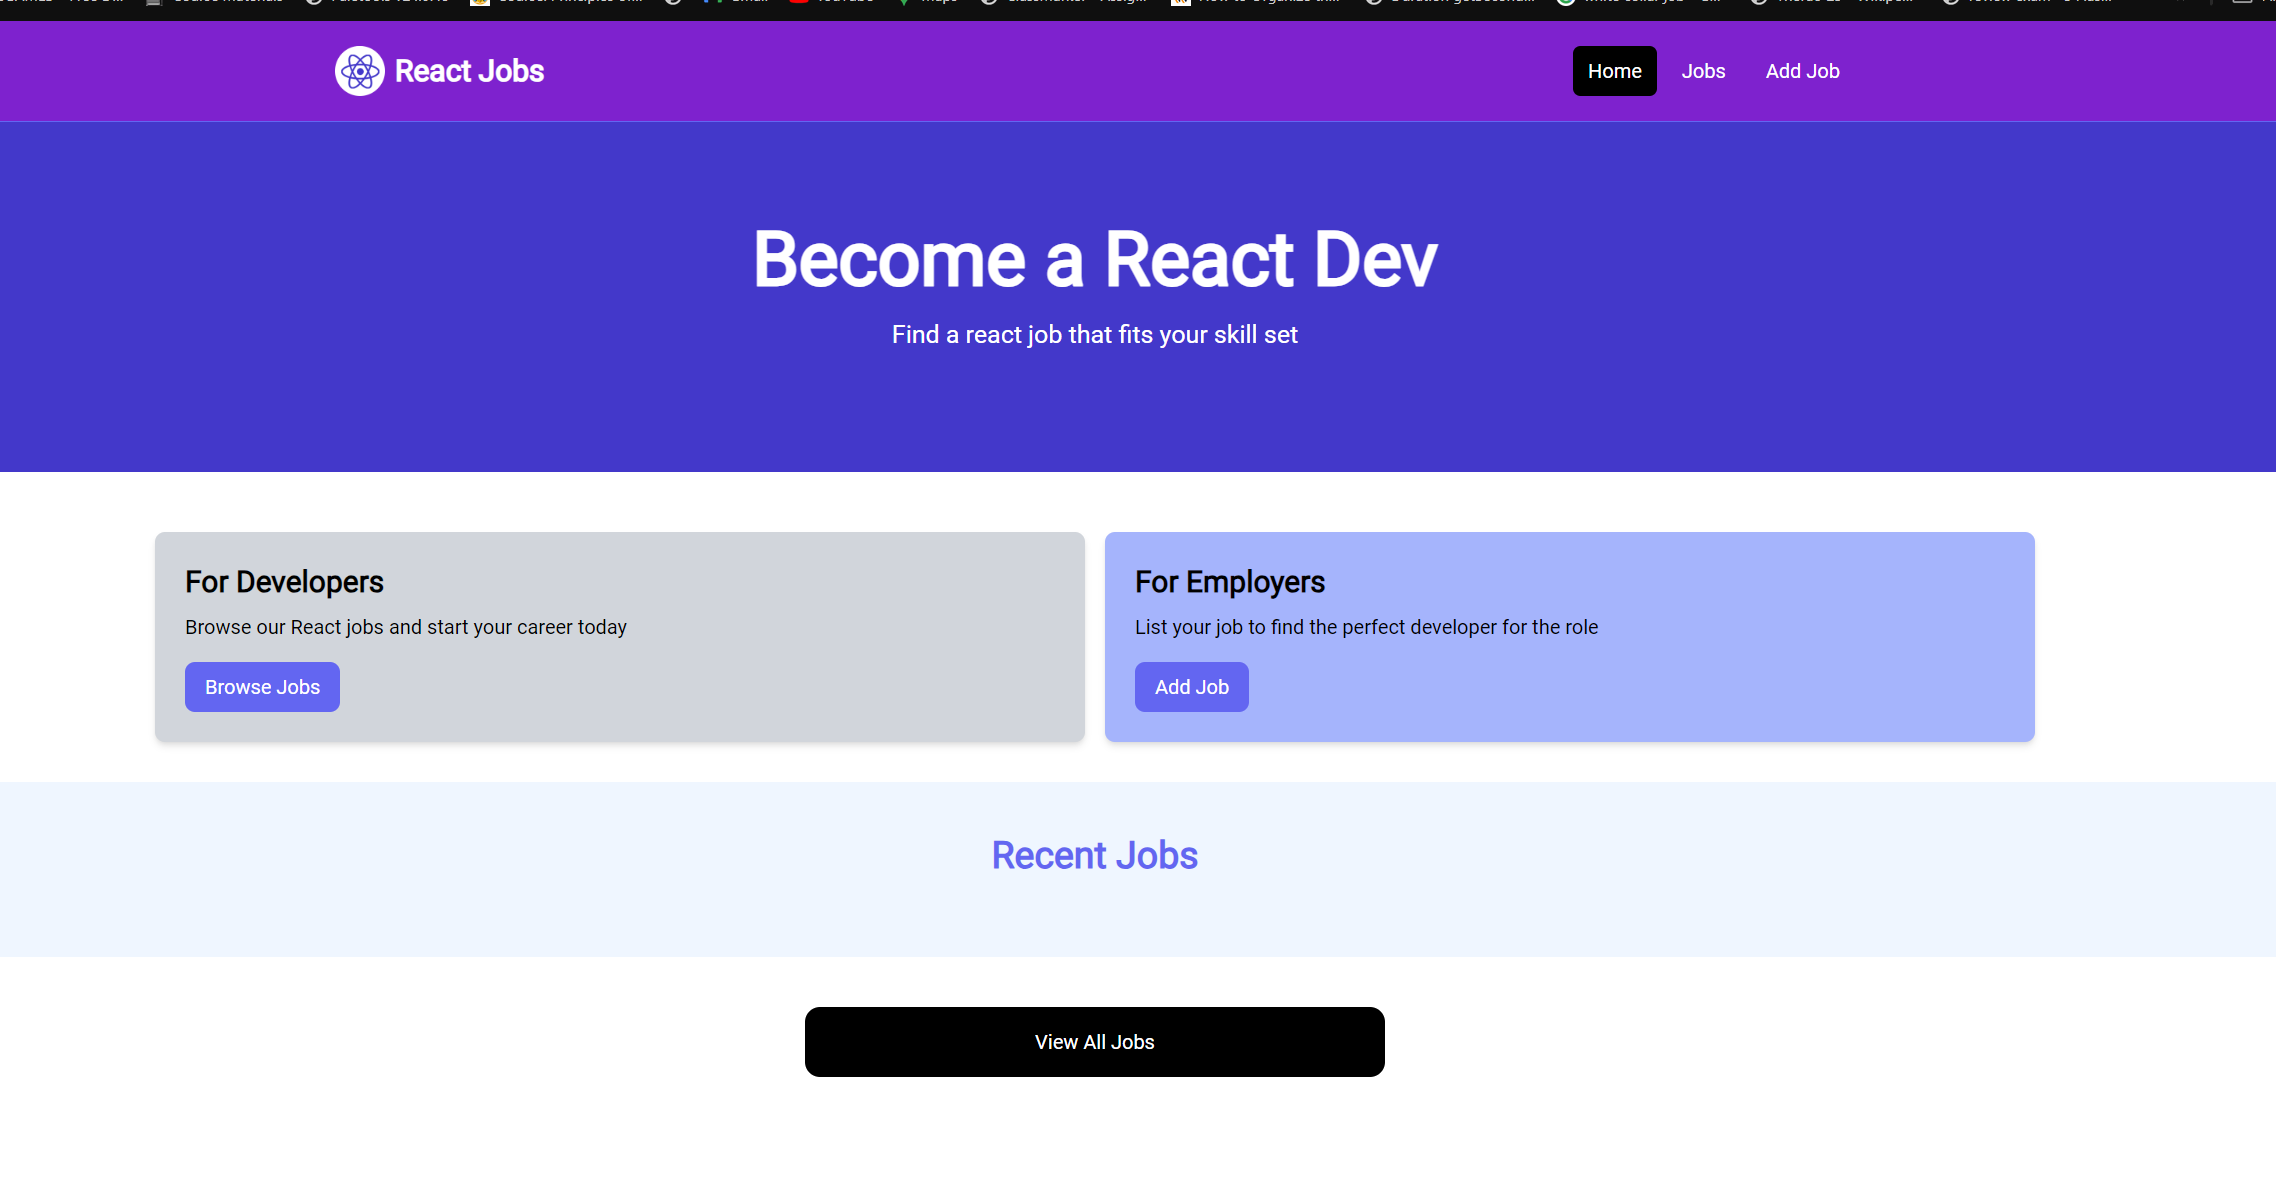 React Jobs
Home Jobs Add Job
Become a React Dev
Find a react job that fits your skill set
For Developers
Browse our React jobs and start your career today
Browse Jobs
For Employers
List your job to find the perfect developer for the role
Add Job
Recent Jobs
View All Jobs